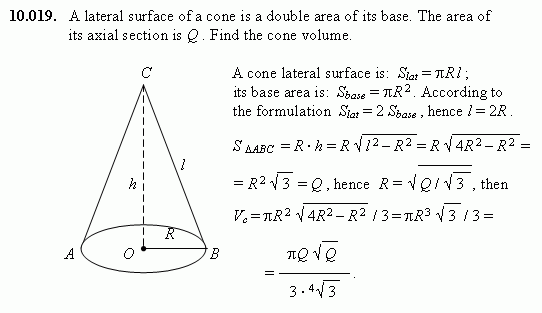 10.019. A lateral surface of a cone is a double area of its base. The area of
its axial section is Q . Find the cone volume.
C
h
l
R
A
O
B
A cone lateral surface is: S_lat = πRl ;
its base area is: S_base = πR². According to
the formulation S_lat = 2 S_base , hence l = 2R .
S_ΔABC = R · h = R √(l² – R²) = R √(4R² – R²) =
= R² √3 = Q , hence R = √(Q / √3) , then
V_c = πR² √(4R² – R²) / 3 = πR³ √3 / 3 =
πQ √Q
=
3 · ⁴√3 .